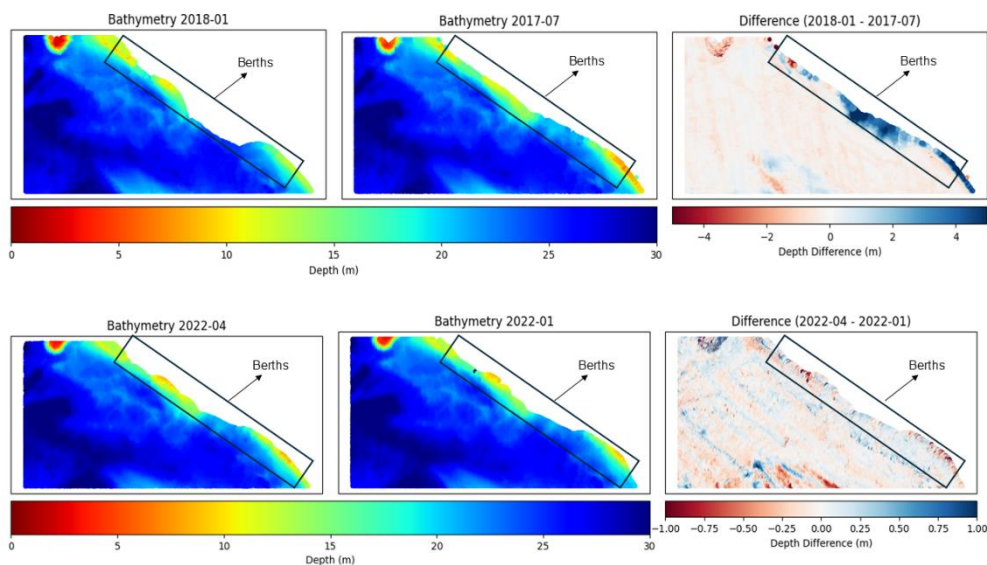 Bathymetry 2018-01
Berths
0 5 10 15 20 25 30
Depth (m)
Bathymetry 2017-07
Berths
Difference (2018-01 - 2017-07)
Berths
−4 −2 0 2 4
Depth Difference (m)
Bathymetry 2022-04
Berths
0 5 10 15 20 25 30
Depth (m)
Bathymetry 2022-01
Berths
Difference (2022-04 - 2022-01)
Berths
−1.00 −0.75 −0.50 −0.25 0.00 0.25 0.50 0.75 1.00
Depth Difference (m)